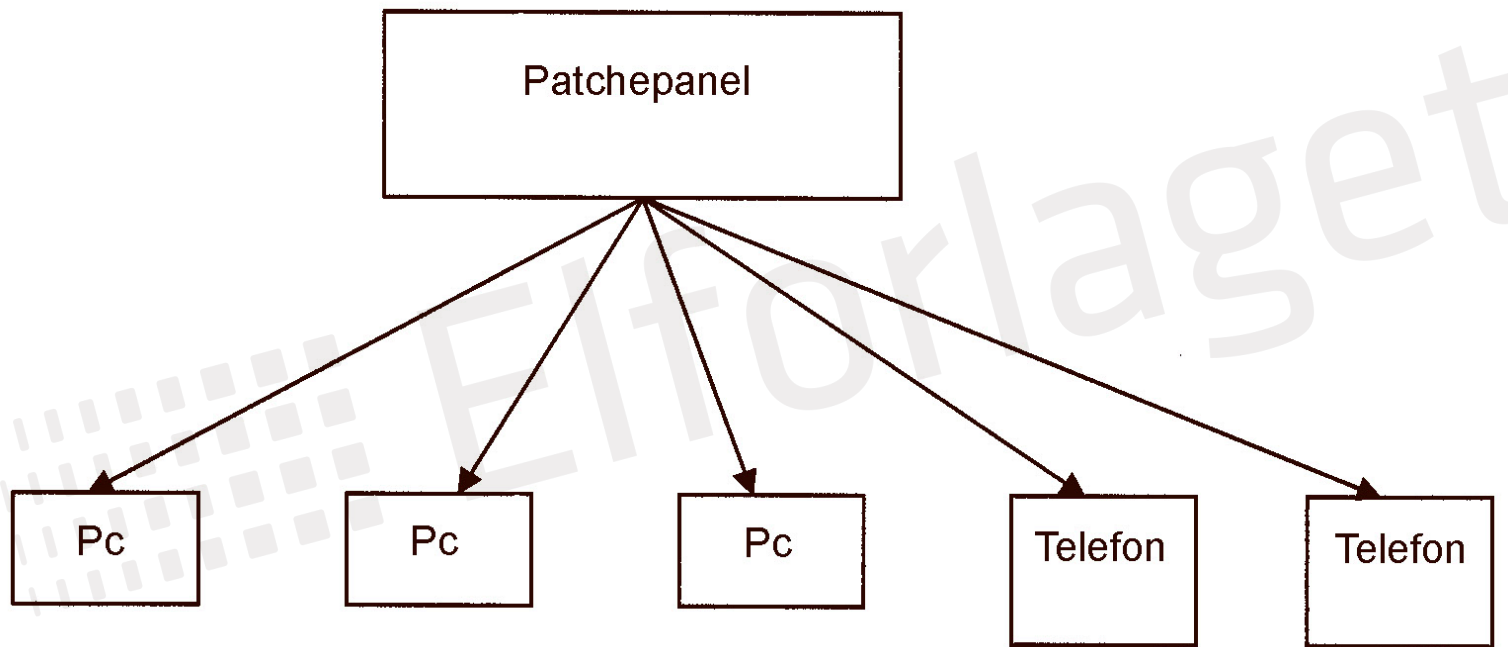 Patchepanel
Elforlaget
Pc
Pc
Pc
Telefon
Telefon